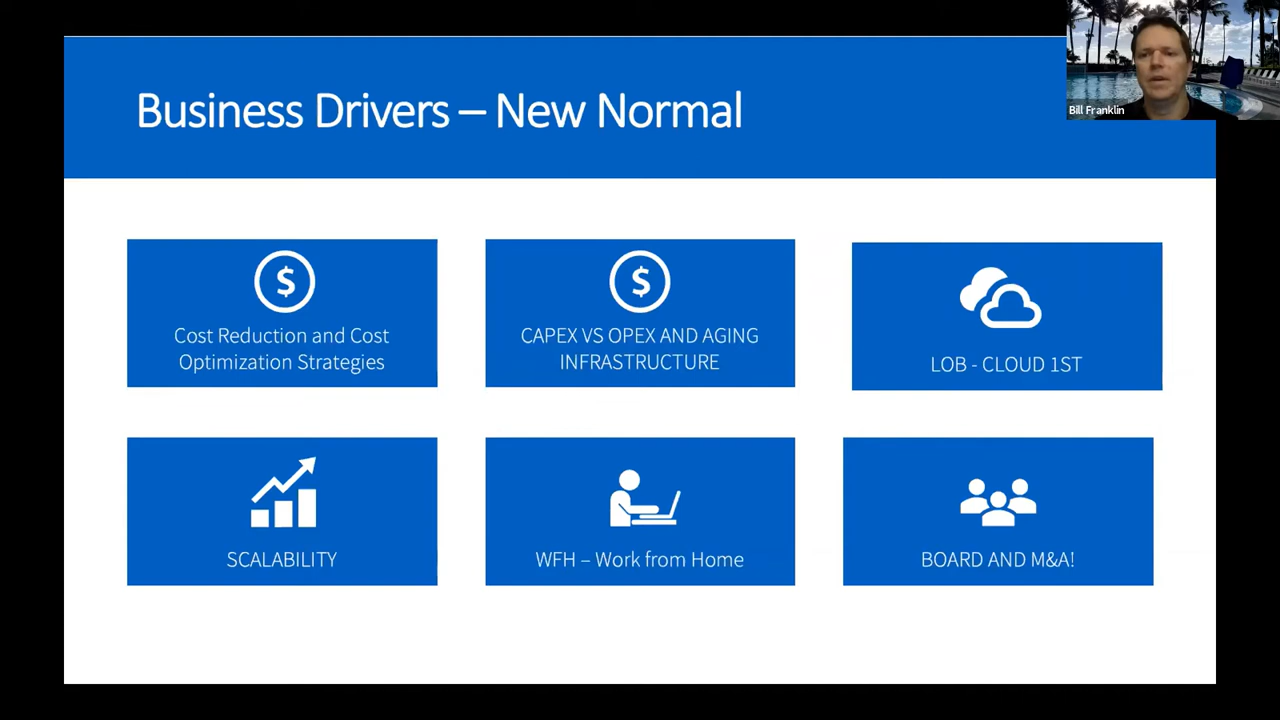 Business Drivers – New Normal
Bill Franklin
$
Cost Reduction and Cost
Optimization Strategies
$
CAPEX VS OPEX AND AGING
INFRASTRUCTURE
LOB - CLOUD 1ST
SCALABILITY
WFH – Work from Home
BOARD AND M&A!